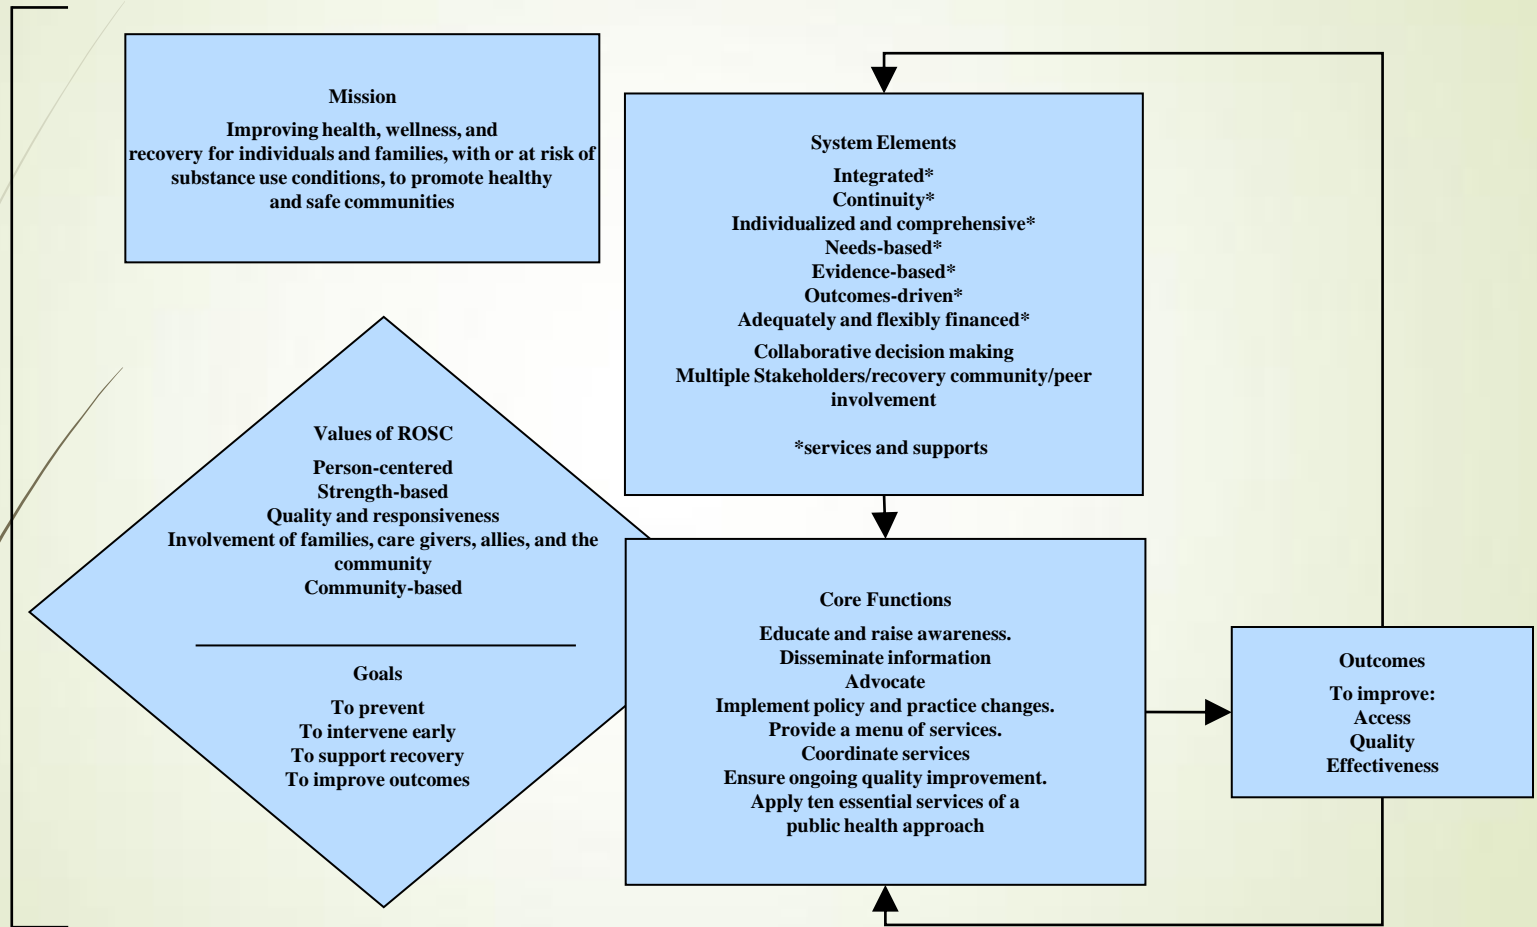 Mission
Improving health, wellness, and
recovery for individuals and families, with or at risk of
substance use conditions, to promote healthy
and safe communities
Values of ROSC
Person-centered
Strength-based
Quality and responsiveness
Involvement of families, care givers, allies, and the
community
Community-based
Goals
To prevent
To intervene early
To support recovery
To improve outcomes
System Elements
Integrated*
Continuity*
Individualized and comprehensive*
Needs-based*
Evidence-based*
Outcomes-driven*
Adequately and flexibly financed*
Collaborative decision making
Multiple Stakeholders/recovery community/peer
involvement
*services and supports
Core Functions
Educate and raise awareness.
Disseminate information
Advocate
Implement policy and practice changes.
Provide a menu of services.
Coordinate services
Ensure ongoing quality improvement.
Apply ten essential services of a
public health approach
Outcomes
To improve:
Access
Quality
Effectiveness